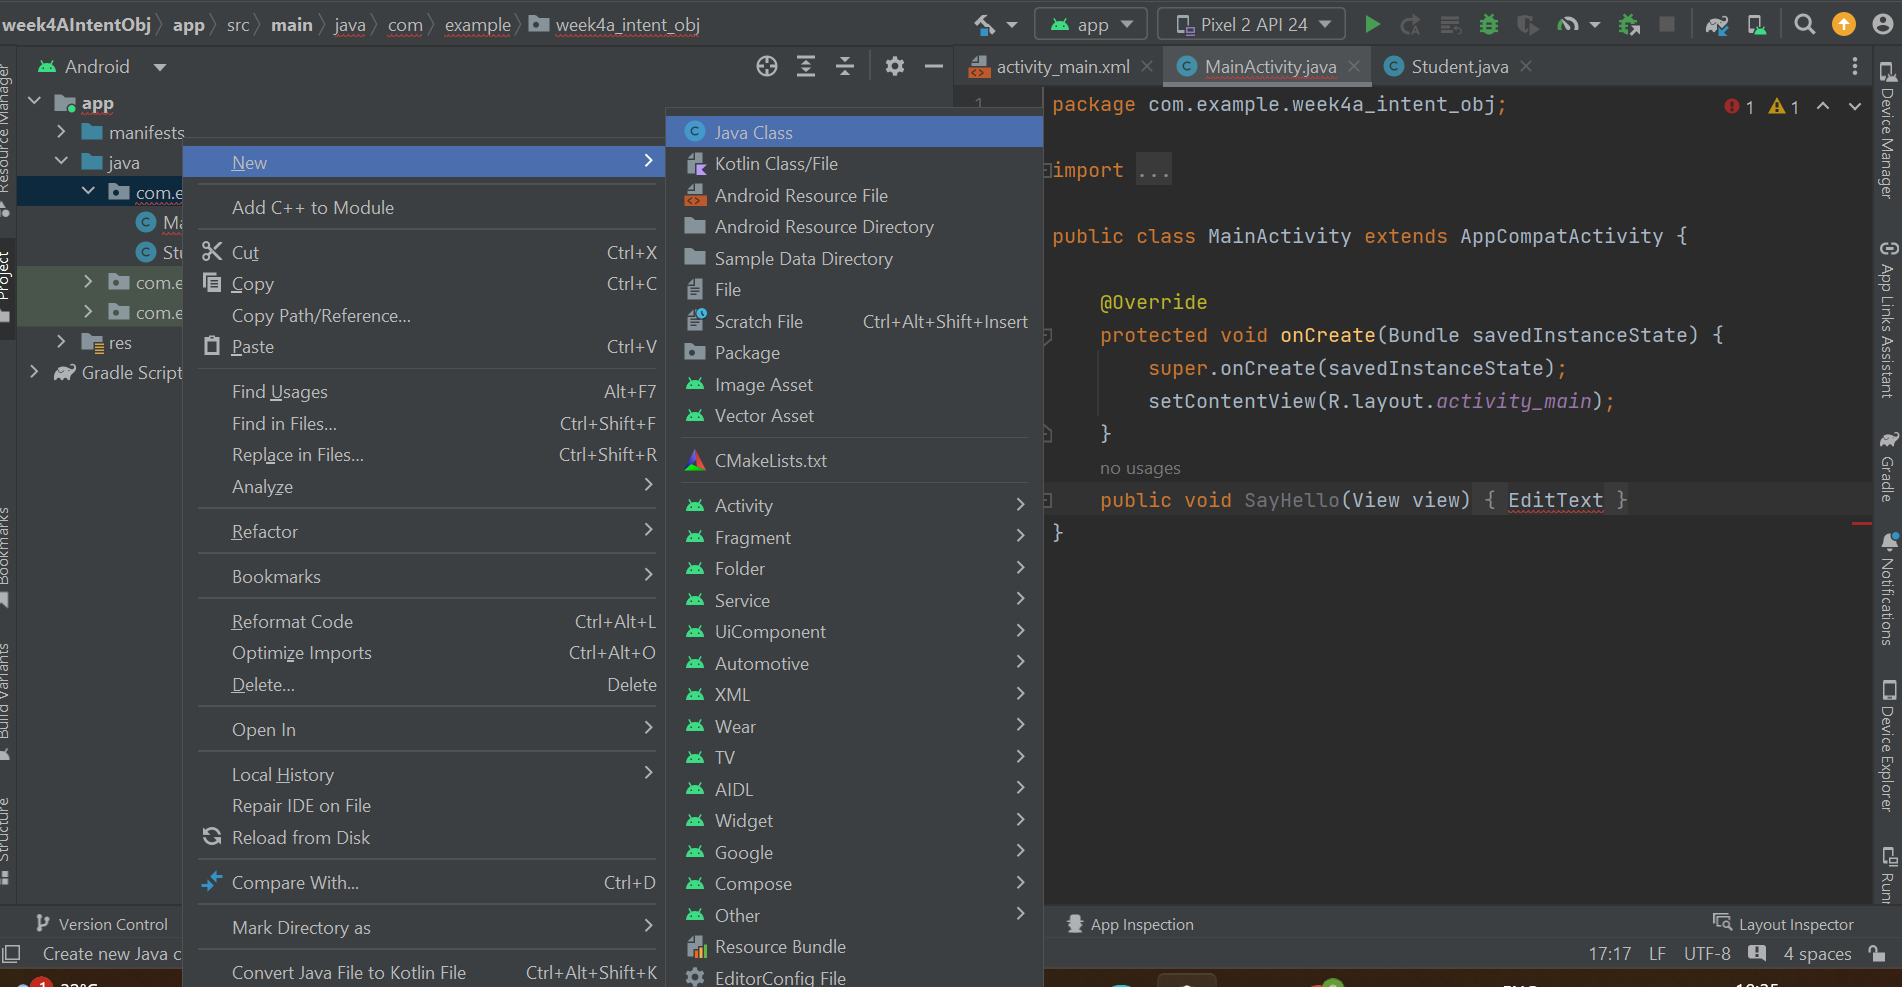 week4AIntentObj app src main java com example week4a_intent_obj
app
Pixel 2 API 24
Android
activity_main.xml
MainActivity.java
Student.java
app
manifests
java
com.e
Ma
Stu
com.e
com.e
res
Gradle Script
New
Add C++ to Module
Cut Ctrl+X
Copy Ctrl+C
Copy Path/Reference...
Paste Ctrl+V
Find Usages Alt+F7
Find in Files... Ctrl+Shift+F
Replace in Files... Ctrl+Shift+R
Analyze
Refactor
Bookmarks
Reformat Code Ctrl+Alt+L
Optimize Imports Ctrl+Alt+O
Delete... Delete
Open In
Local History
Repair IDE on File
Reload from Disk
Compare With... Ctrl+D
Mark Directory as
Convert Java File to Kotlin File Ctrl+Alt+Shift+K
Java Class
Kotlin Class/File
Android Resource File
Android Resource Directory
Sample Data Directory
File
Scratch File Ctrl+Alt+Shift+Insert
Package
Image Asset
Vector Asset
CMakeLists.txt
Activity
Fragment
Folder
Service
UiComponent
Automotive
XML
Wear
TV
AIDL
Widget
Google
Compose
Other
Resource Bundle
EditorConfig File
1
package com.example.week4a_intent_obj;
1 1
import ...
public class MainActivity extends AppCompatActivity {
@Override
protected void onCreate(Bundle savedInstanceState) {
super.onCreate(savedInstanceState);
setContentView(R.layout.activity_main);
}
no usages
public void SayHello(View view) { EditText }
}
Resource Manager
Project
Bookmarks
Build Variants
Structure
Device Manager
App Links Assistant
Gradle
Notifications
Device Explorer
Version Control
App Inspection
Layout Inspector
Create new Java c
17:17 LF UTF-8 4 spaces
1